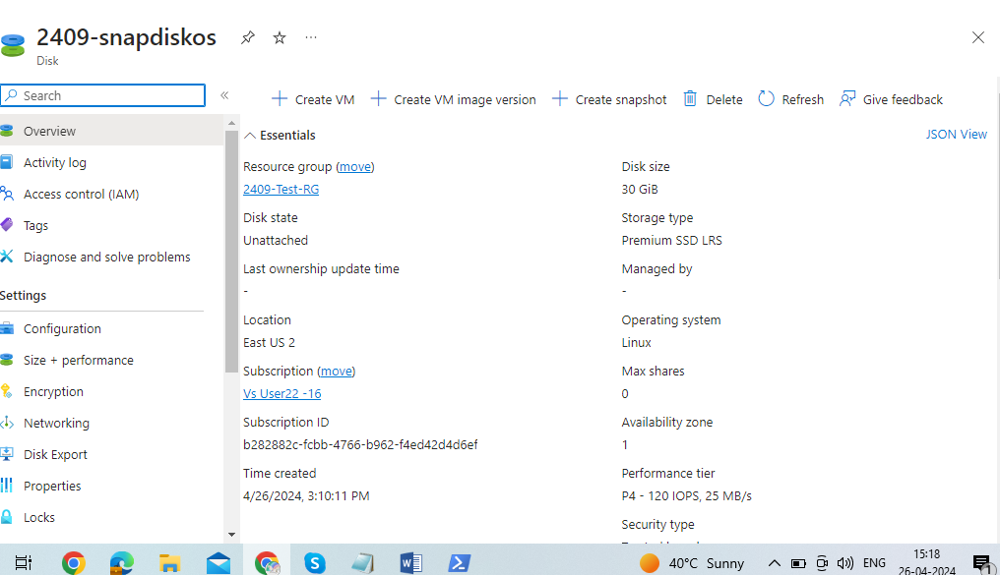 2409-snapdiskos
Disk
Search
Create VM
Create VM image version
Create snapshot
Delete
Refresh
Give feedback
Overview
Activity log
Access control (IAM)
Tags
Diagnose and solve problems
Settings
Configuration
Size + performance
Encryption
Networking
Disk Export
Properties
Locks
Essentials
JSON View
Resource group (move)
2409-Test-RG
Disk state
Unattached
Last ownership update time
-
Location
East US 2
Subscription (move)
Vs User22 -16
Subscription ID
b282882c-fcbb-4766-b962-f4ed42d4d6ef
Time created
4/26/2024, 3:10:11 PM
Disk size
30 GiB
Storage type
Premium SSD LRS
Managed by
-
Operating system
Linux
Max shares
0
Availability zone
1
Performance tier
P4 - 120 IOPS, 25 MB/s
Security type
40°C Sunny
ENG
15:18
26-04-2024
1